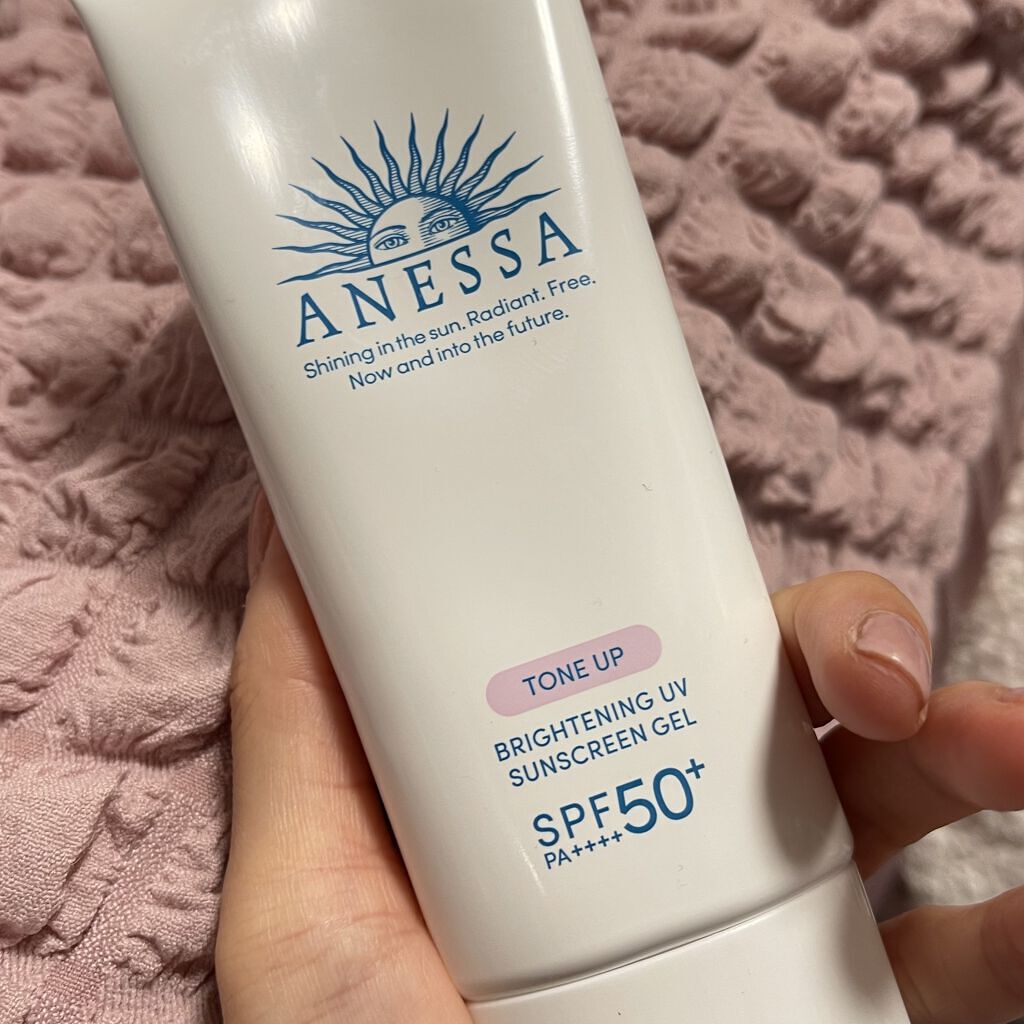 ANESSA
Shining in the sun. Radiant. Free.
Now and into the future.
TONE UP
BRIGHTENING UV
SUNSCREEN GEL
SPF50+
PA++++